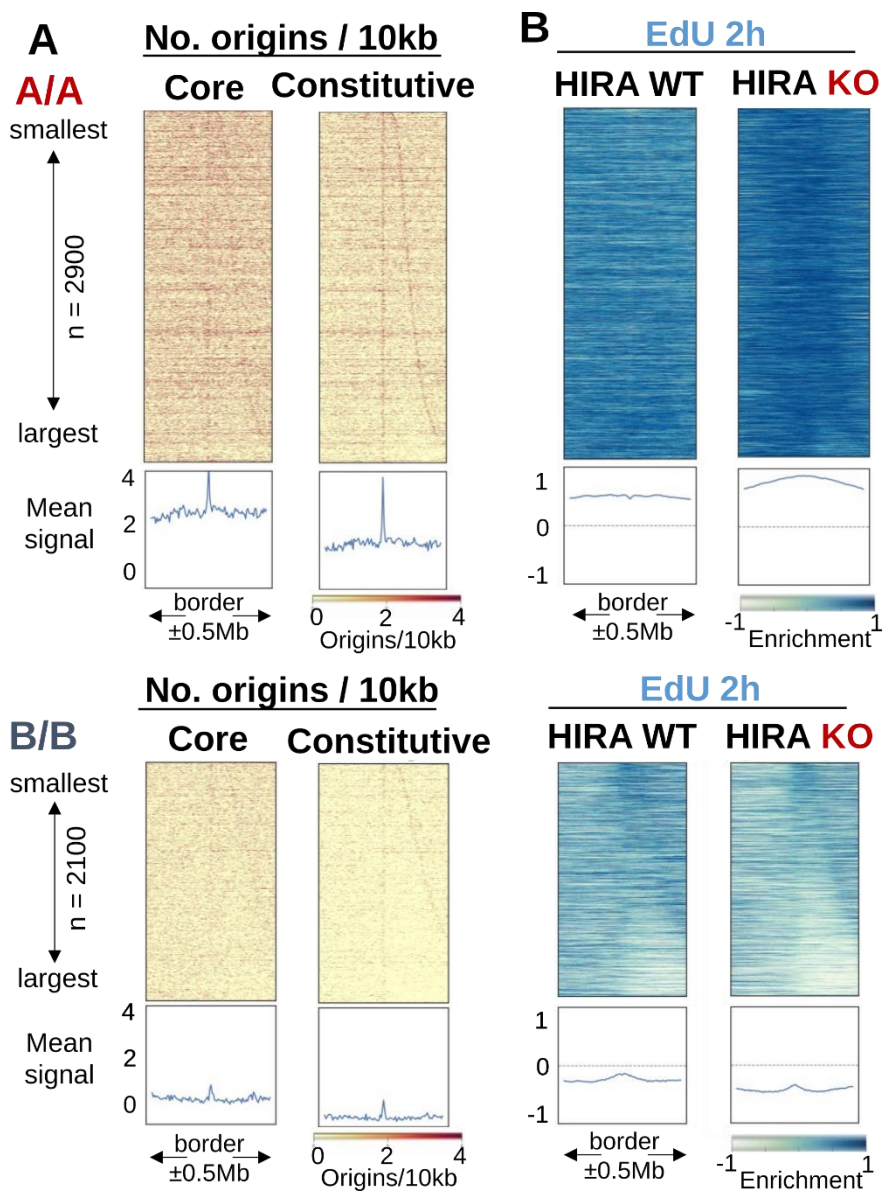 A
No. origins / 10kb
A/A
Core
Constitutive
smallest
n = 2900
largest
Mean
signal
4
2
0
border
±0.5Mb
0 2 4
Origins/10kb
B
EdU 2h
HIRA WT
HIRA KO
1
0
-1
border
±0.5Mb
-1 1
Enrichment
No. origins / 10kb
B/B
Core
Constitutive
smallest
n = 2100
largest
Mean
signal
4
2
0
border
±0.5Mb
0 2 4
Origins/10kb
EdU 2h
HIRA WT
HIRA KO
1
0
-1
border
±0.5Mb
-1 1
Enrichment